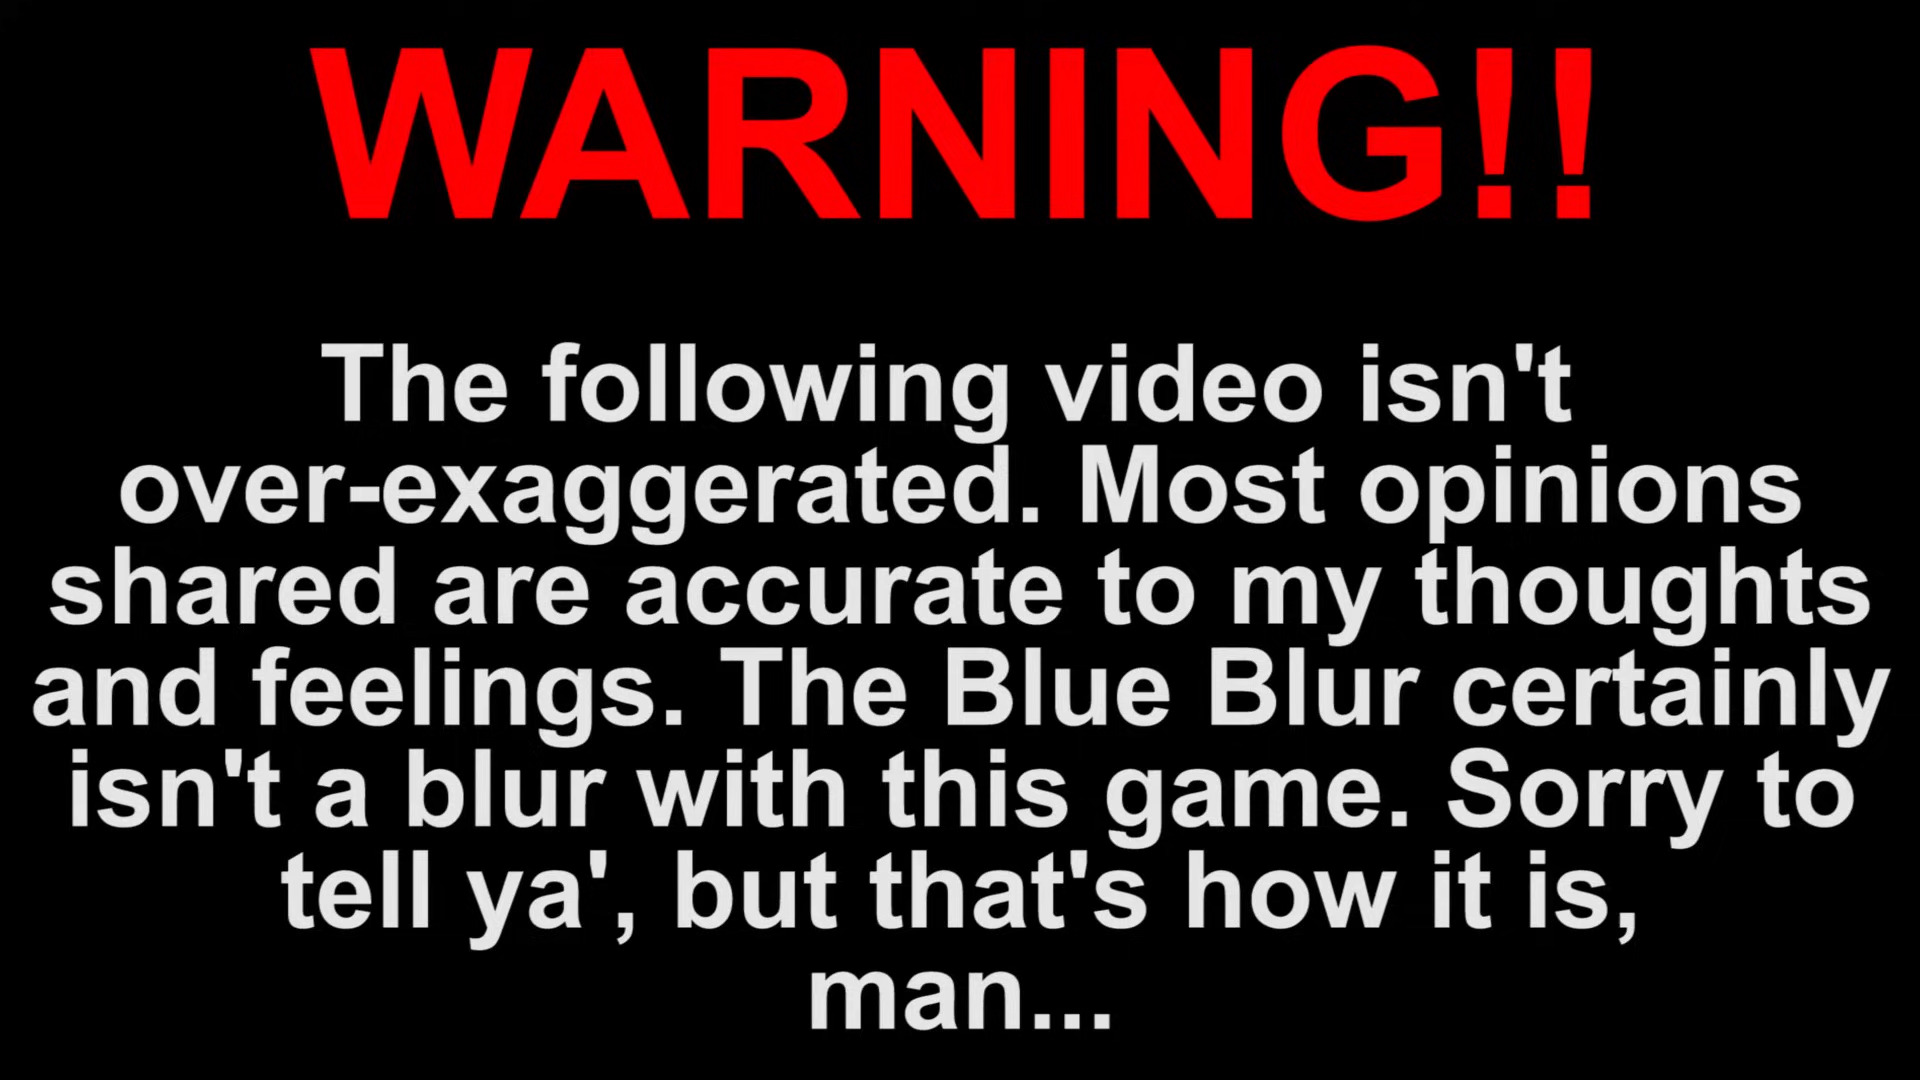 WARNING!!
The following video isn't
over-exaggerated. Most opinions
shared are accurate to my thoughts
and feelings. The Blue Blur certainly
isn't a blur with this game. Sorry to
tell ya', but that's how it is,
man...